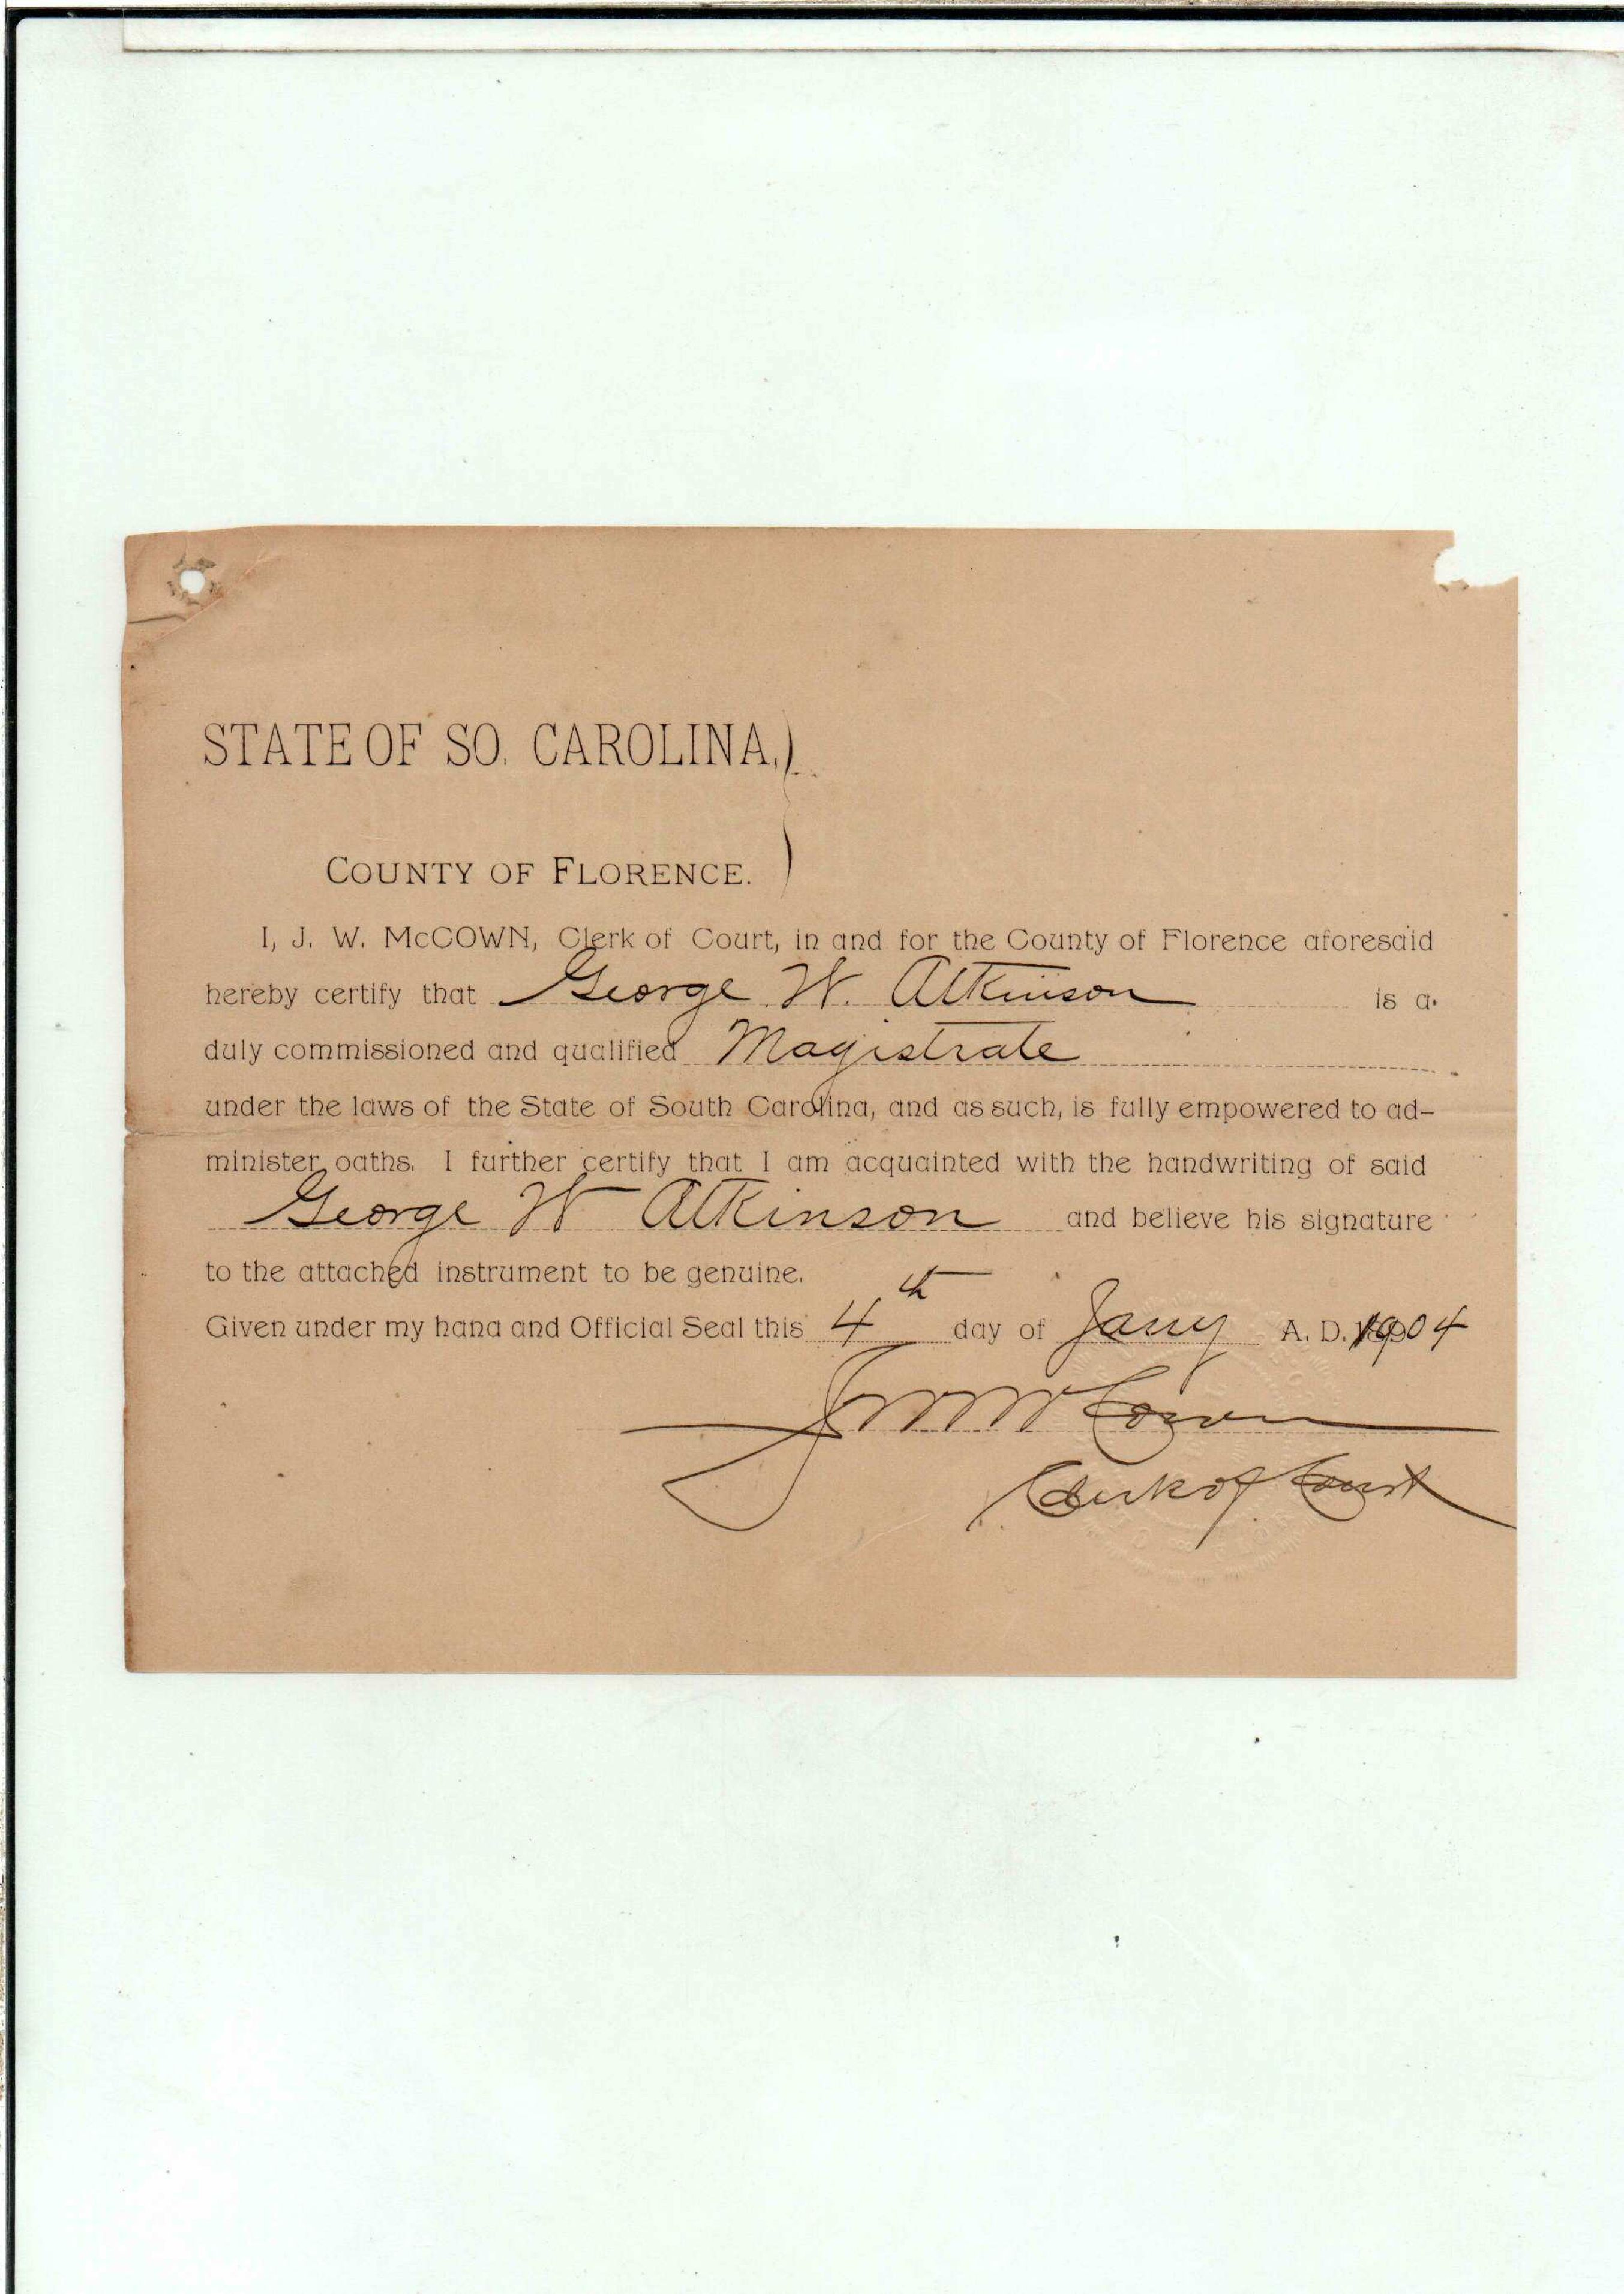 STATE OF SO. CAROLINA,)
COUNTY OF FLORENCE. )
I, J. W. McCOWN, Clerk of Court, in and for the County of Florence aforesaid
hereby certify that George W. Atkinson is a
duly commissioned and qualified Magistrate
under the laws of the State of South Carolina, and as such, is fully empowered to ad-
minister oaths. I further certify that I am acquainted with the handwriting of said
George W Atkinson and believe his signature
to the attached instrument to be genuine.
Given under my hand and Official Seal this 4th day of Jany A. D. 1904
J W McCown
Clerk of Court